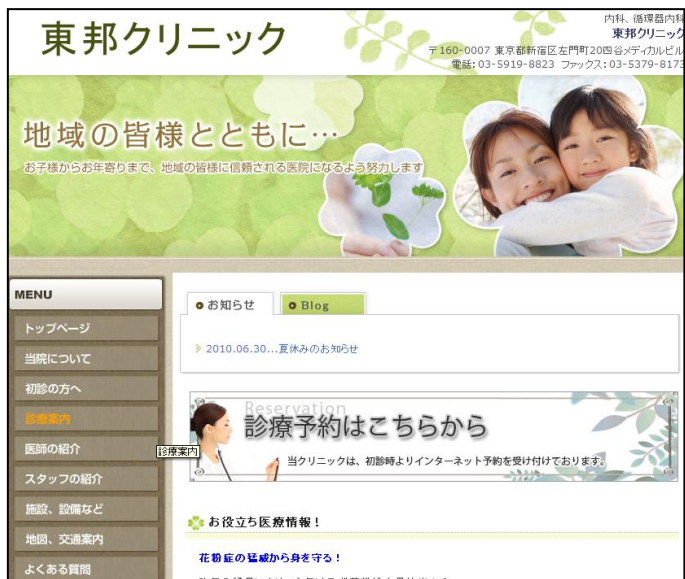 東邦クリニック
内科、循環器内科
東邦クリニック
〒160-0007 東京都新宿区左門町20四谷メディカルビル
電話:03-5919-8823 ファックス:03-5379-8173
地域の皆様とともに…
お子様からお年寄りまで、地域の皆様に信頼される医院になるよう努力します
MENU
トップページ
当院について
初診の方へ
診療案内
医師の紹介
診療案内
スタッフの紹介
施設、設備など
地図、交通案内
よくある質問
お知らせ
Blog
2010.06.30...夏休みのお知らせ
Reservation
診療予約はこちらから
当クリニックは、初診時よりインターネット予約を受け付けております。
お役立ち医療情報！
花粉症の猛威から身を守る！